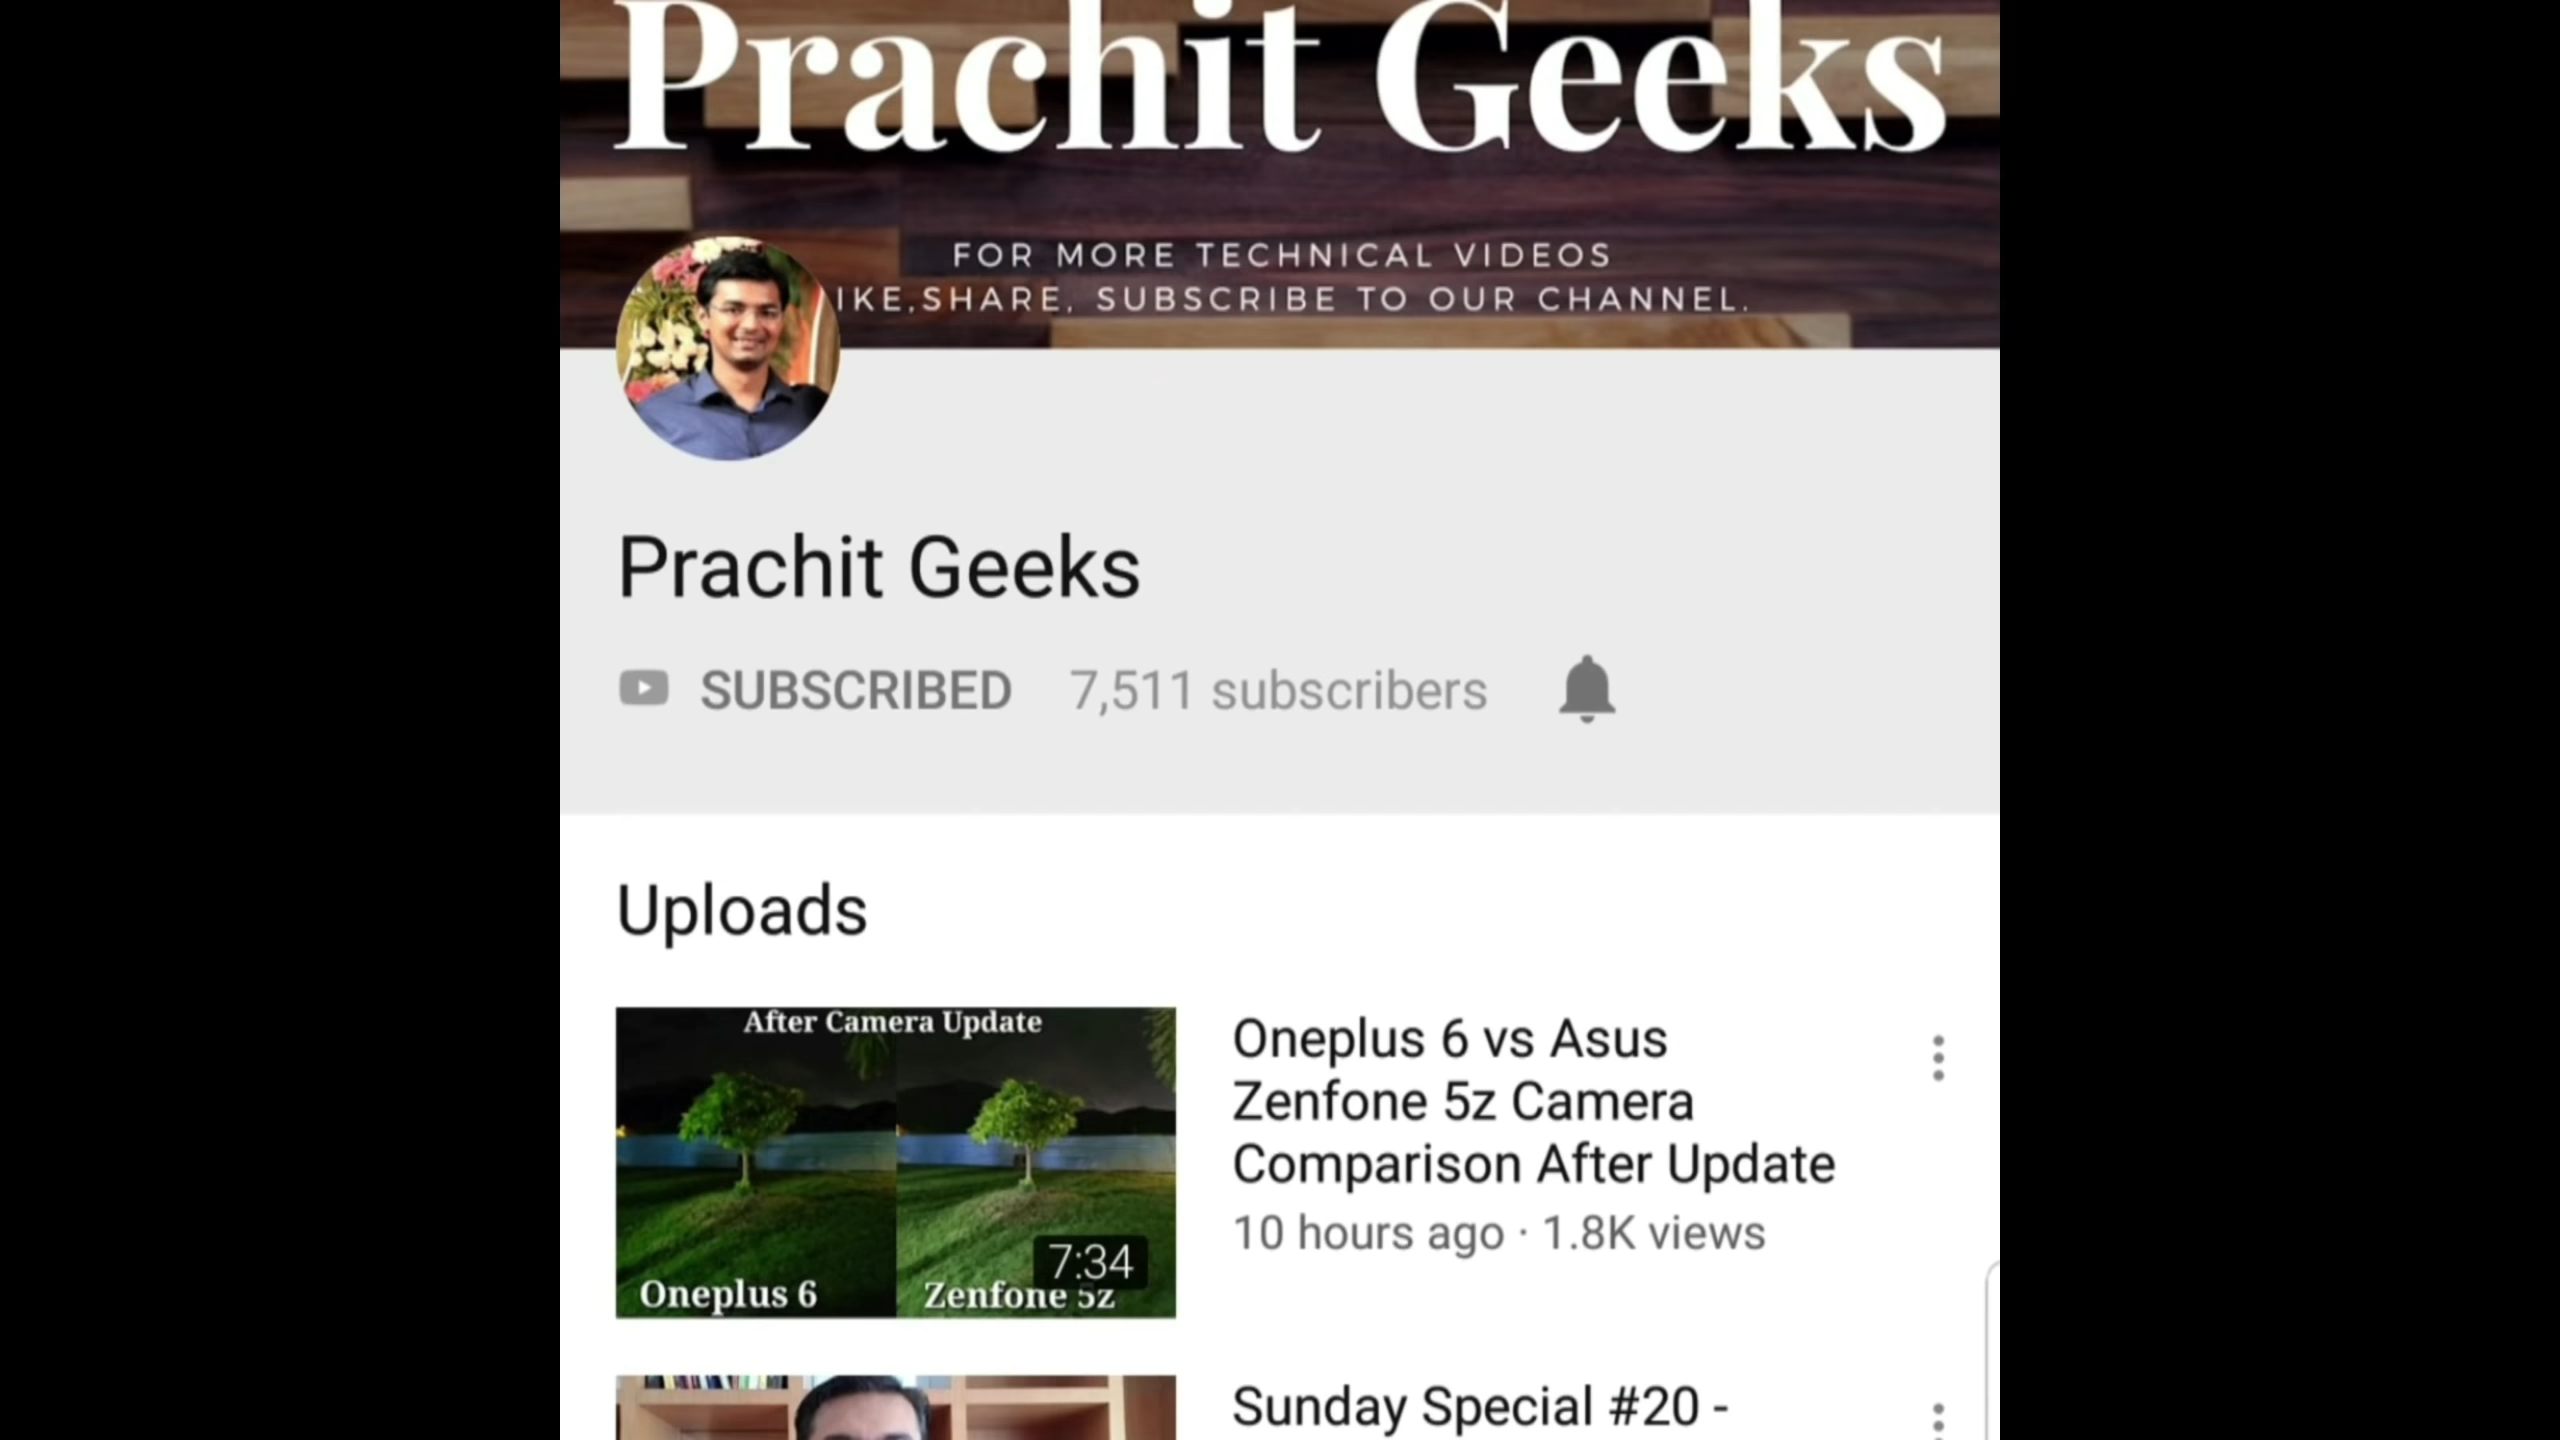 Prachit Geeks
FOR MORE TECHNICAL VIDEOS
IKE,SHARE, SUBSCRIBE TO OUR CHANNEL.
Prachit Geeks
SUBSCRIBED 7,511 subscribers
Uploads
After Camera Update
Oneplus 6
Zenfone 5z
7:34
Oneplus 6 vs Asus
Zenfone 5z Camera
Comparison After Update
10 hours ago · 1.8K views
Sunday Special #20 -